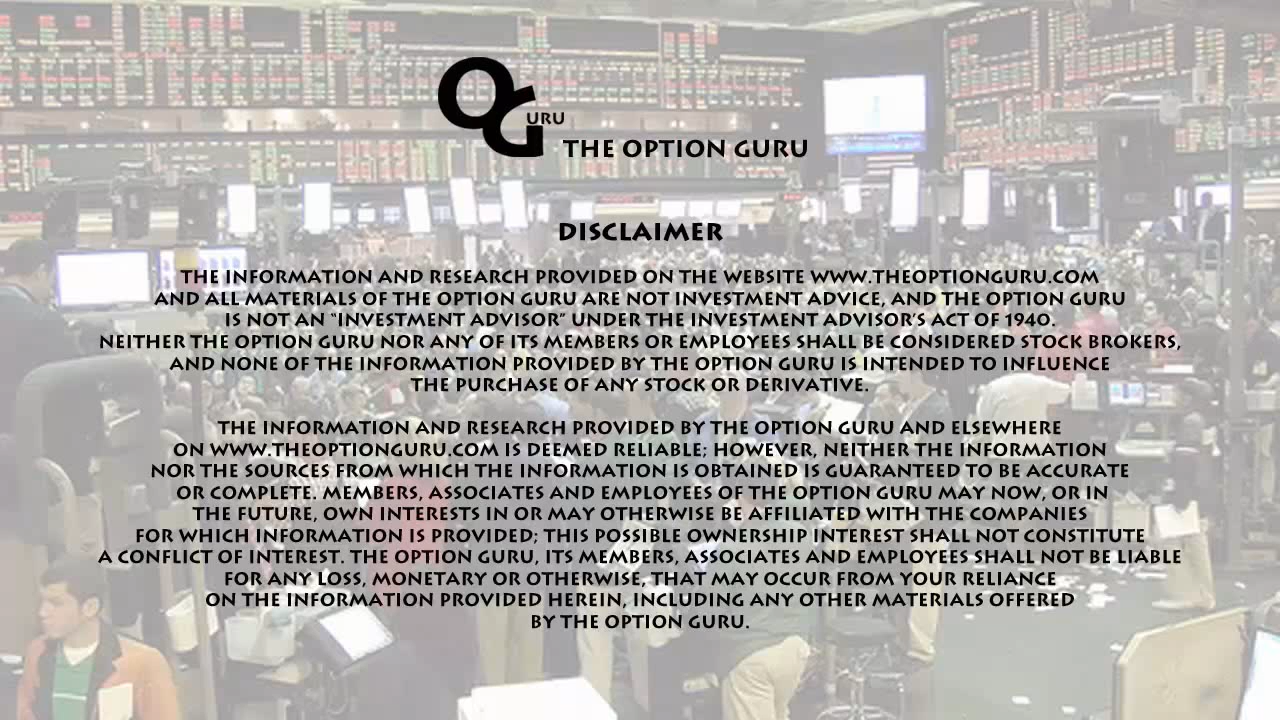 OG
URU
THE OPTION GURU
DISCLAIMER
THE INFORMATION AND RESEARCH PROVIDED ON THE WEBSITE WWW.THEOPTIONGURU.COM
AND ALL MATERIALS OF THE OPTION GURU ARE NOT INVESTMENT ADVICE, AND THE OPTION GURU
IS NOT AN “INVESTMENT ADVISOR” UNDER THE INVESTMENT ADVISOR’S ACT OF 1940.
NEITHER THE OPTION GURU NOR ANY OF ITS MEMBERS OR EMPLOYEES SHALL BE CONSIDERED STOCK BROKERS,
AND NONE OF THE INFORMATION PROVIDED BY THE OPTION GURU IS INTENDED TO INFLUENCE
THE PURCHASE OF ANY STOCK OR DERIVATIVE.
THE INFORMATION AND RESEARCH PROVIDED BY THE OPTION GURU AND ELSEWHERE
ON WWW.THEOPTIONGURU.COM IS DEEMED RELIABLE; HOWEVER, NEITHER THE INFORMATION
NOR THE SOURCES FROM WHICH THE INFORMATION IS OBTAINED IS GUARANTEED TO BE ACCURATE
OR COMPLETE. MEMBERS, ASSOCIATES AND EMPLOYEES OF THE OPTION GURU MAY NOW, OR IN
THE FUTURE, OWN INTERESTS IN OR MAY OTHERWISE BE AFFILIATED WITH THE COMPANIES
FOR WHICH INFORMATION IS PROVIDED; THIS POSSIBLE OWNERSHIP INTEREST SHALL NOT CONSTITUTE
A CONFLICT OF INTEREST. THE OPTION GURU, ITS MEMBERS, ASSOCIATES AND EMPLOYEES SHALL NOT BE LIABLE
FOR ANY LOSS, MONETARY OR OTHERWISE, THAT MAY OCCUR FROM YOUR RELIANCE
ON THE INFORMATION PROVIDED HEREIN, INCLUDING ANY OTHER MATERIALS OFFERED
BY THE OPTION GURU.